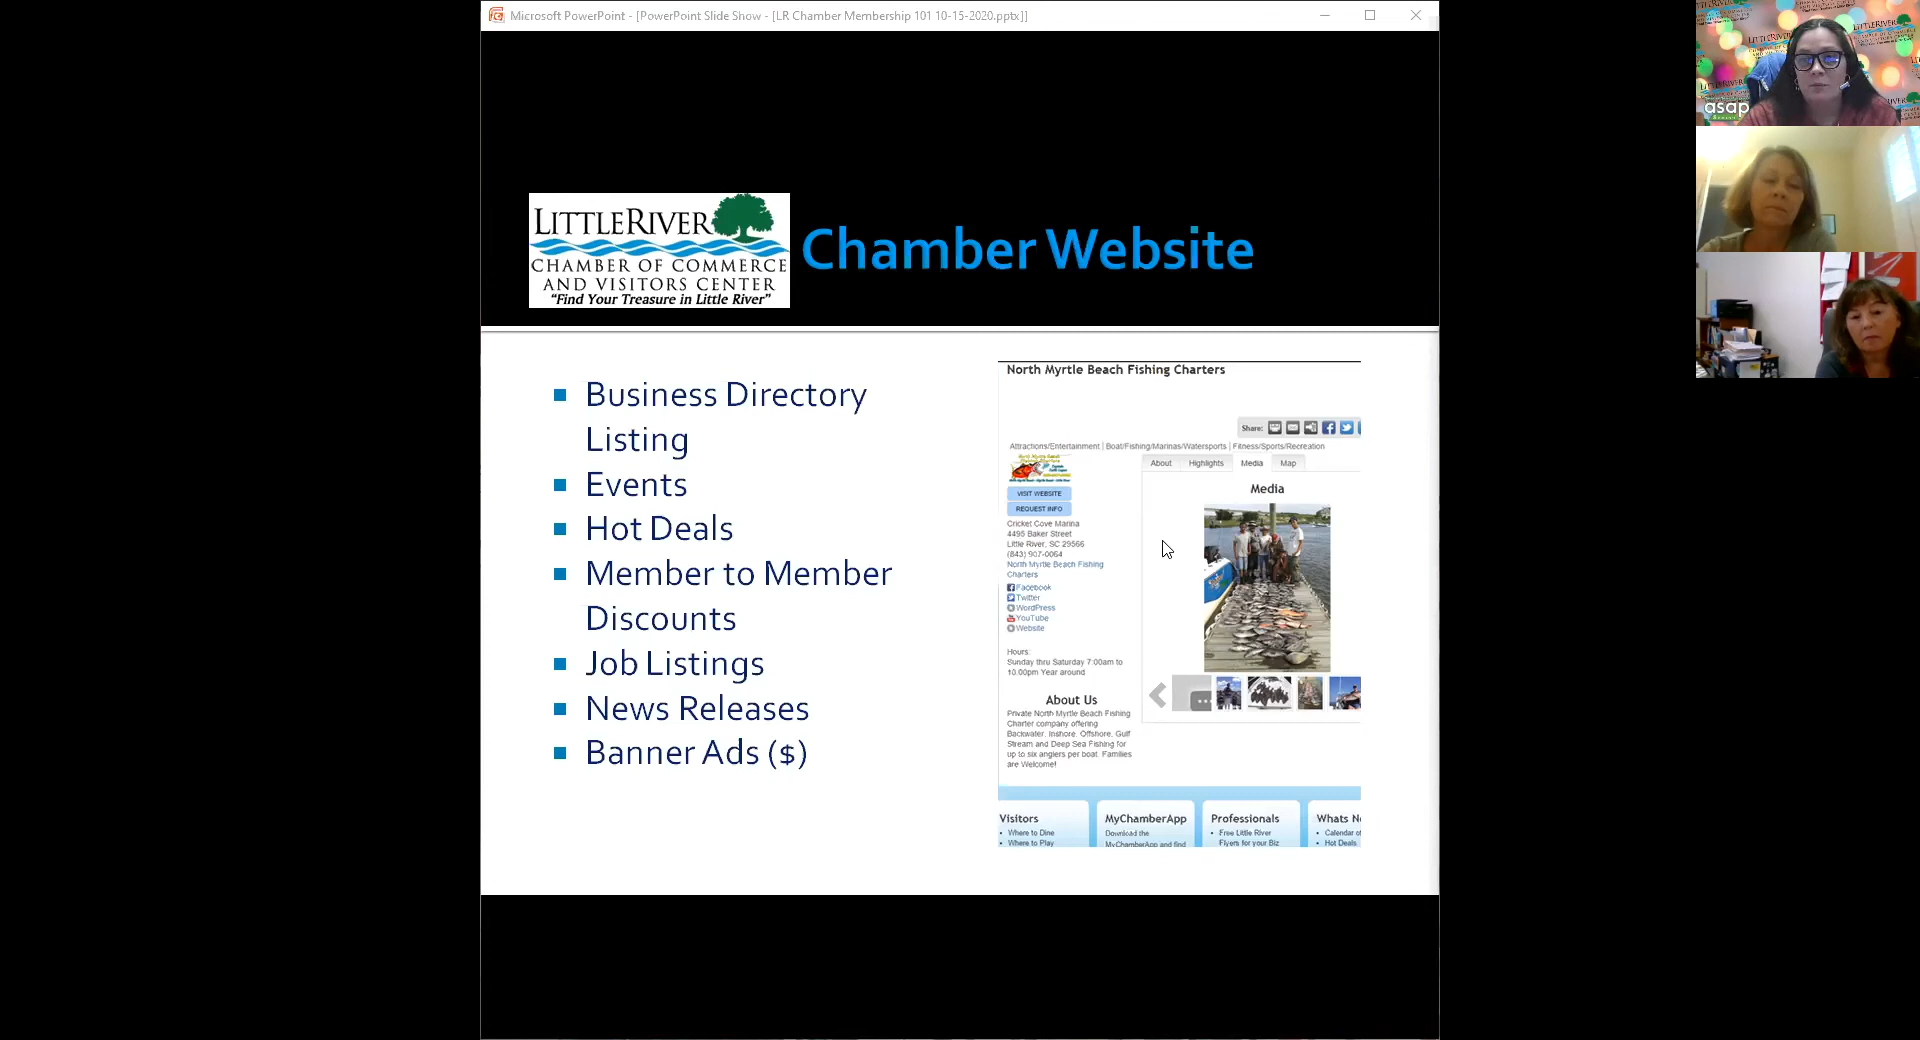 Microsoft PowerPoint - [PowerPoint Slide Show - [LR Chamber Membership 101 10-15-2020.pptx]]
LITTLE RIVER
CHAMBER OF COMMERCE
AND VISITORS CENTER
"Find Your Treasure in Little River"
Chamber Website
Business Directory
Listing
Events
Hot Deals
Member to Member
Discounts
Job Listings
News Releases
Banner Ads ($)
North Myrtle Beach Fishing Charters
Share:
Attractions/Entertainment | Boat/Fishing/Marinas/Watersports | Fitness/Sports/Recreation
About Highlights Media Map
Media
VISIT WEBSITE
REQUEST INFO
Cricket Cove Marina
4495 Baker Street
Little River, SC 29566
(843) 907-0064
North Myrtle Beach Fishing
Charters
Facebook
Twitter
WordPress
YouTube
Website
Hours:
Sunday thru Saturday 7:00am to
10:00pm Year around
About Us
Private North Myrtle Beach Fishing
Charter company offering
Backwater, Inshore, Offshore, Gulf
Stream and Deep Sea Fishing for
up to six anglers per boat. Families
are Welcome!
Visitors
Where to Dine
Where to Play
MyChamberApp
Download the
MyChamberApp and find
Professionals
Free Little River
Flyers for your Biz
Whats N
Calendar of
Hot Deals
LITTLE RIVER
asap